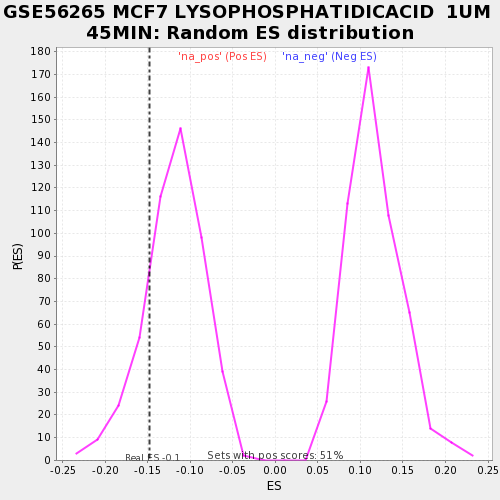 GSE56265 MCF7 LYSOPHOSPHATIDICACID 1UM
45MIN: Random ES distribution
'na_pos' (Pos ES) 'na_neg' (Neg ES)
180
170
160
150
140
130
120
110
100
90
80
70
60
50
40
30
20
10
0
P(ES)
Real ES -0.1
Sets with pos scores: 51%
-0.25 -0.20 -0.15 -0.10 -0.05 0.00 0.05 0.10 0.15 0.20 0.25
ES